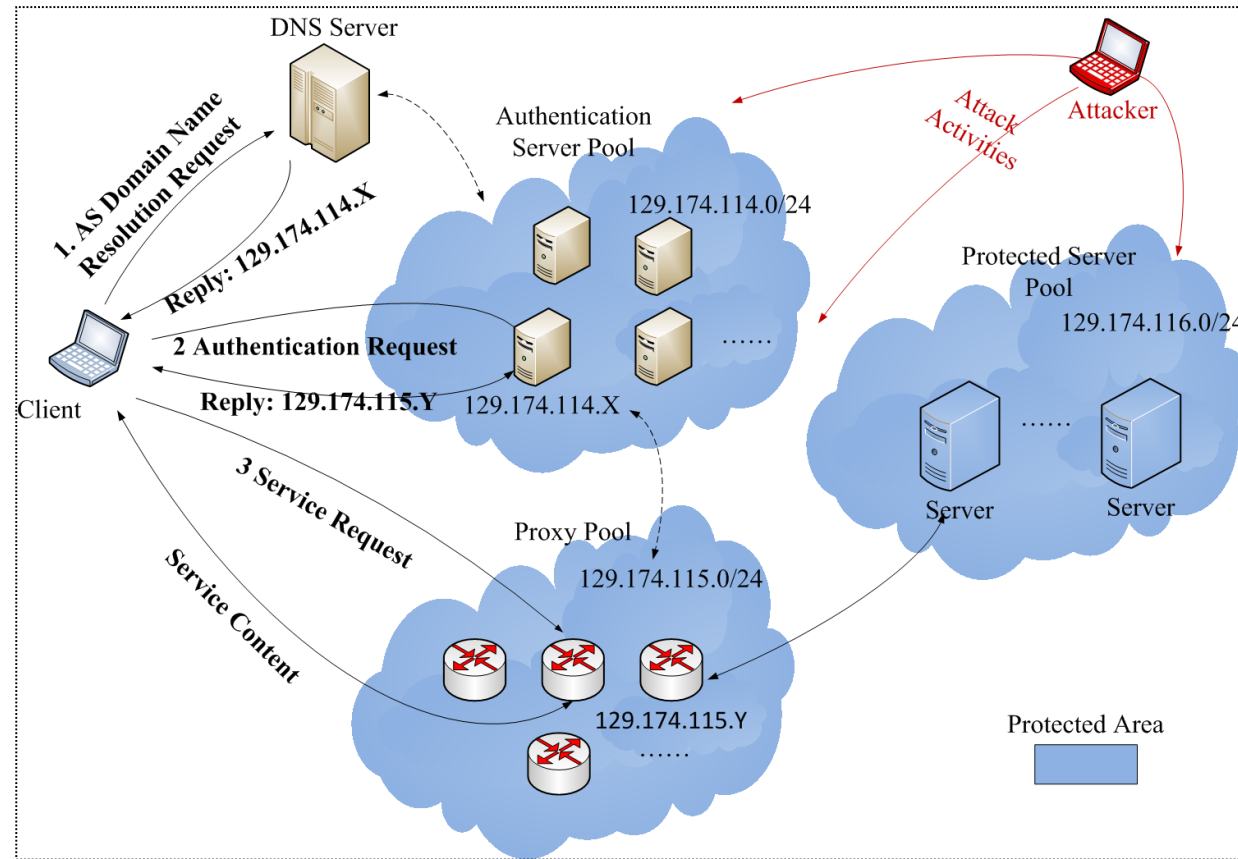 DNS Server
Attacker
Attack
Activities
Authentication
Server Pool
129.174.114.0/24
1. AS Domain Name
Resolution Request
Reply: 129.174.114.X
Protected Server
Pool
129.174.116.0/24
2 Authentication Request
Reply: 129.174.115.Y
129.174.114.X
......
Client
......
Server
Server
3 Service Request
Service Content
Proxy Pool
129.174.115.0/24
129.174.115.Y
......
Protected Area